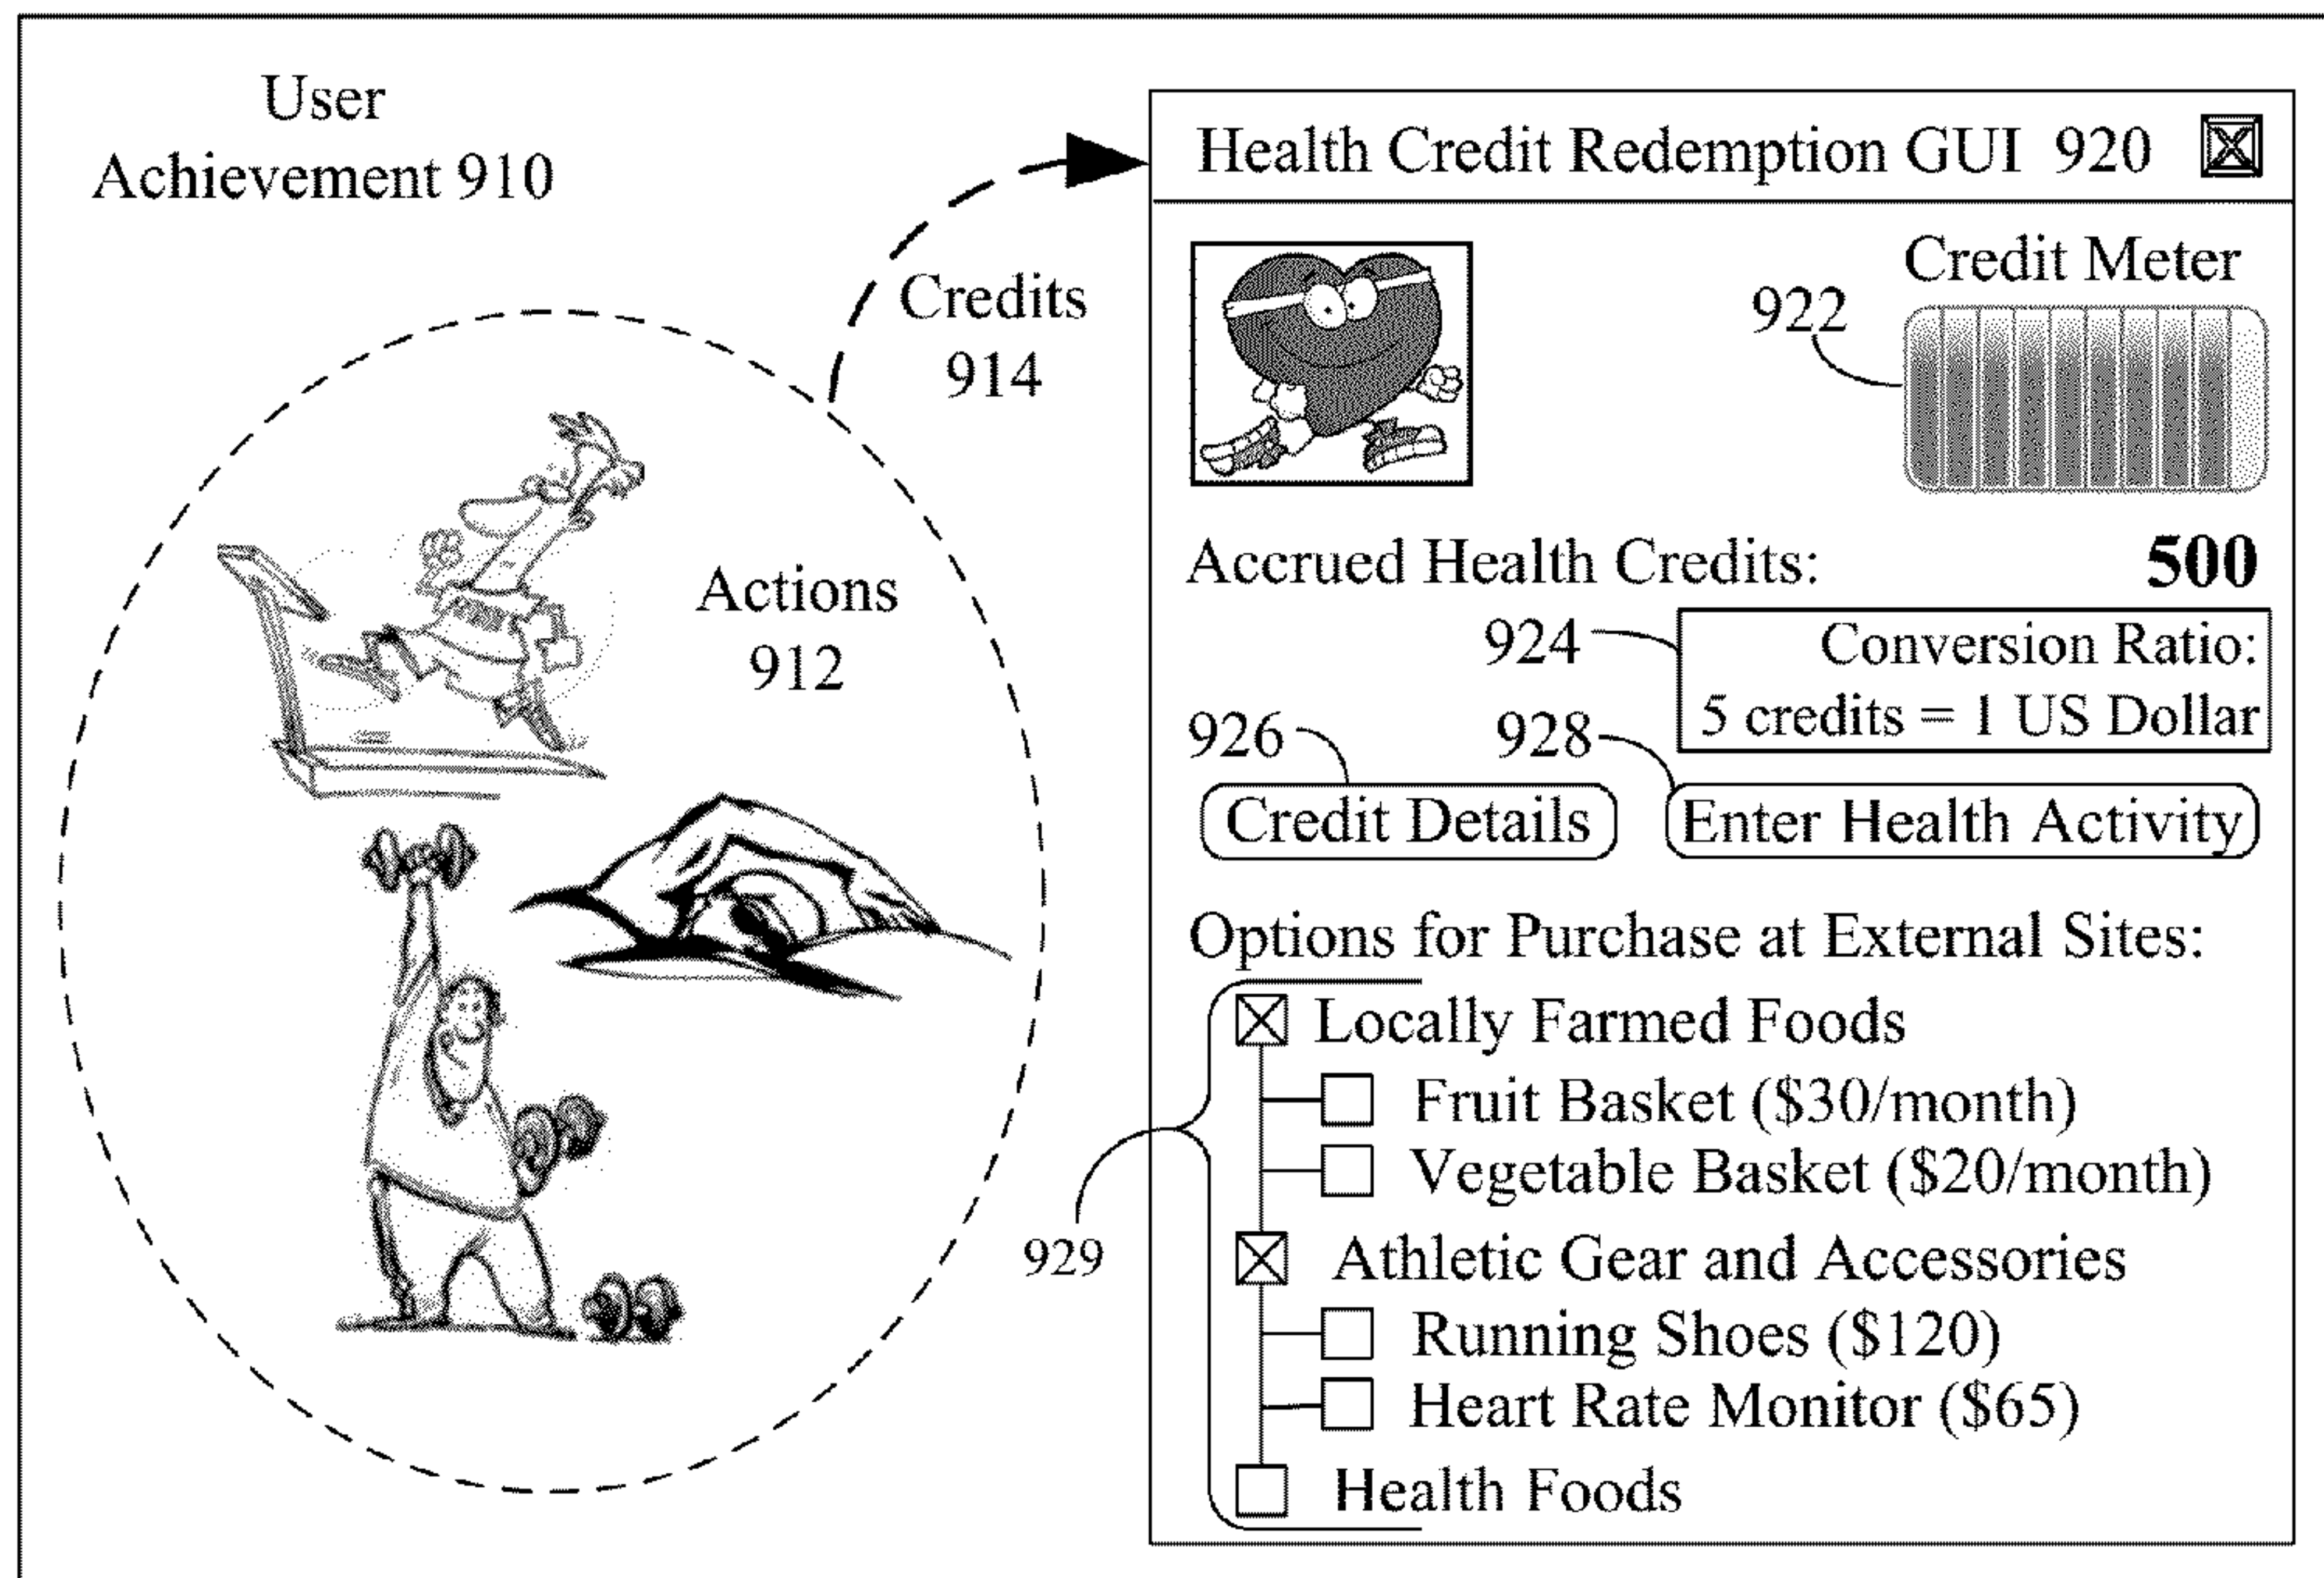 User
Achievement 910
Credits
914
Actions
912
Health Credit Redemption GUI 920
Credit Meter
922
Accrued Health Credits: 500
924
Conversion Ratio:
5 credits = 1 US Dollar
926
928
Credit Details
Enter Health Activity
Options for Purchase at External Sites:
Locally Farmed Foods
Fruit Basket ($30/month)
Vegetable Basket ($20/month)
929
Athletic Gear and Accessories
Running Shoes ($120)
Heart Rate Monitor ($65)
Health Foods